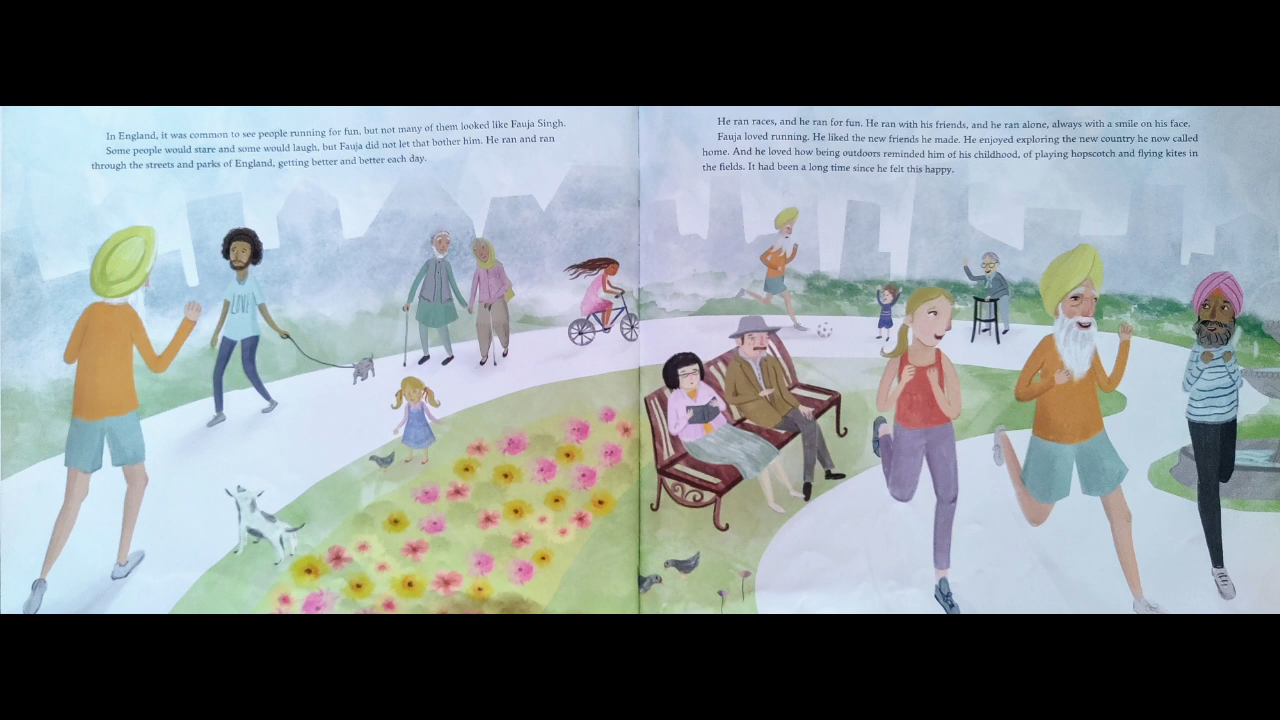 In England, it was common to see people running for fun, but not many of them looked like Fauja Singh.
Some people would stare and some would laugh, but Fauja did not let that bother him. He ran and ran
through the streets and parks of England, getting better and better each day.
He ran races, and he ran for fun. He ran with his friends, and he ran alone, always with a smile on his face.
Fauja loved running. He liked the new friends he made. He enjoyed exploring the new country he now called
home. And he loved how being outdoors reminded him of his childhood, of playing hopscotch and flying kites in
the fields. It had been a long time since he felt this happy.
LIVE